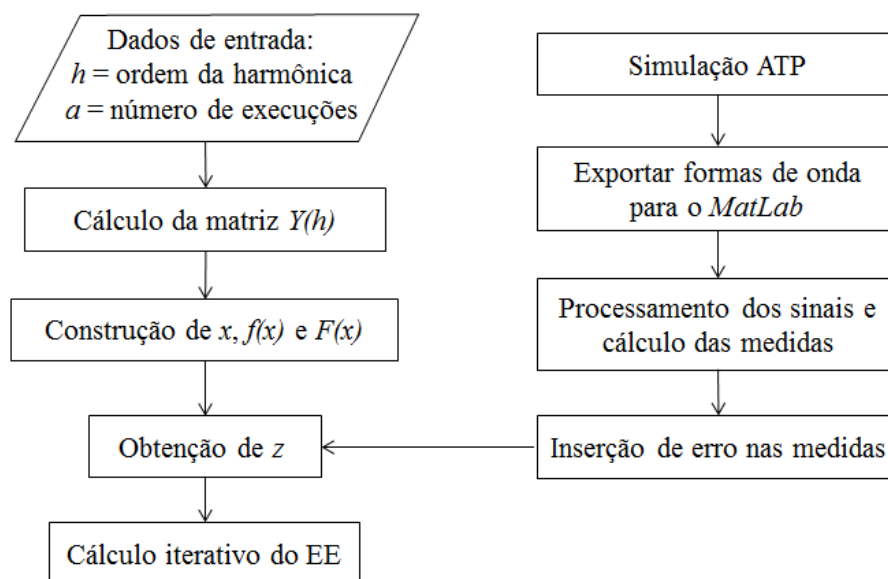 Dados de entrada:
h = ordem da harmônica
a = número de execuções
Cálculo da matriz Y(h)
Construção de x, f(x) e F(x)
Obtenção de z
Cálculo iterativo do EE
Simulação ATP
Exportar formas de onda
para o MatLab
Processamento dos sinais e
cálculo das medidas
Inserção de erro nas medidas